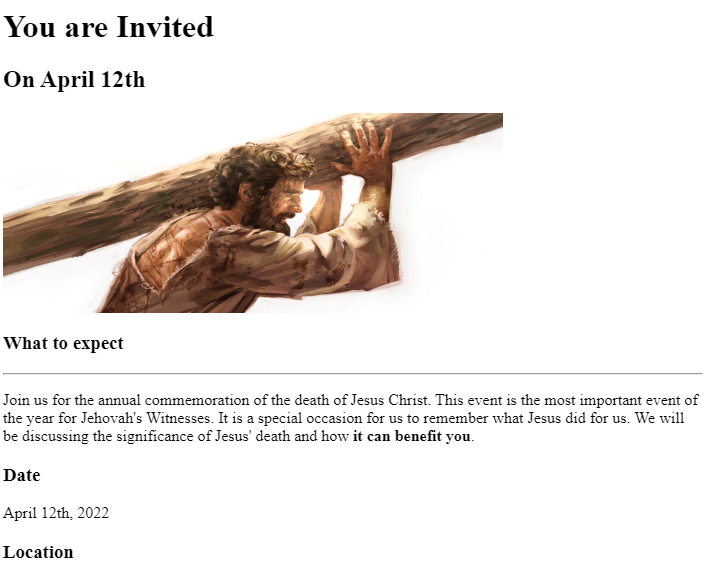 You are Invited
On April 12th
What to expect
Join us for the annual commemoration of the death of Jesus Christ. This event is the most important event of
the year for Jehovah's Witnesses. It is a special occasion for us to remember what Jesus did for us. We will
be discussing the significance of Jesus' death and how it can benefit you.
Date
April 12th, 2022
Location